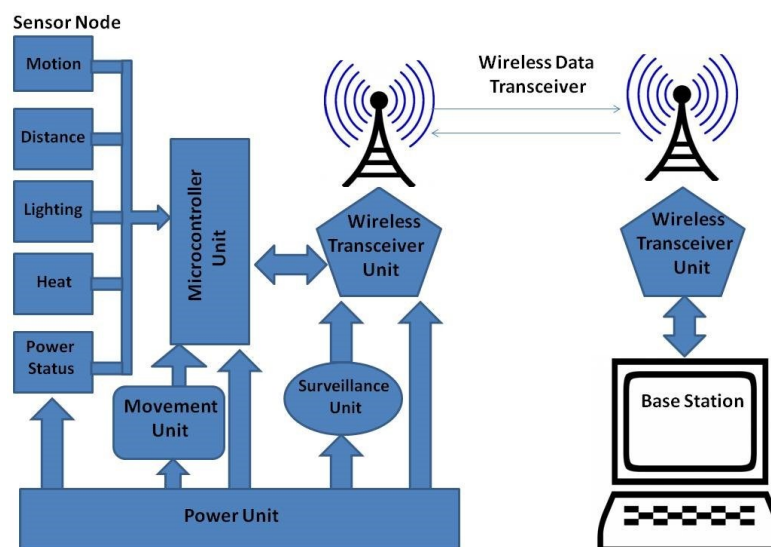 Sensor Node
Motion
Distance
Lighting
Heat
Power
Status
Microcontroller
Unit
Movement
Unit
Wireless
Transceiver
Unit
Surveillance
Unit
Power Unit
Wireless Data
Transceiver
Wireless
Transceiver
Unit
Base Station